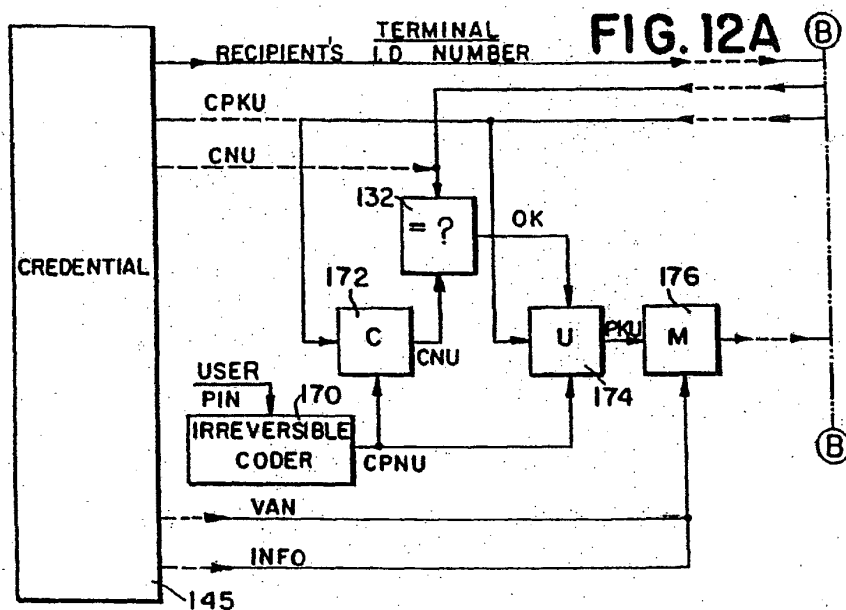 FIG. 12A
B
RECIPIENT'S TERMINAL I.D NUMBER
CPKU
CNU
132
= ?
OK
CREDENTIAL
172
C
CNU
176
U
PKU
M
174
USER PIN
170
IRREVERSIBLE
CODER
CPNU
B
VAN
INFO
145